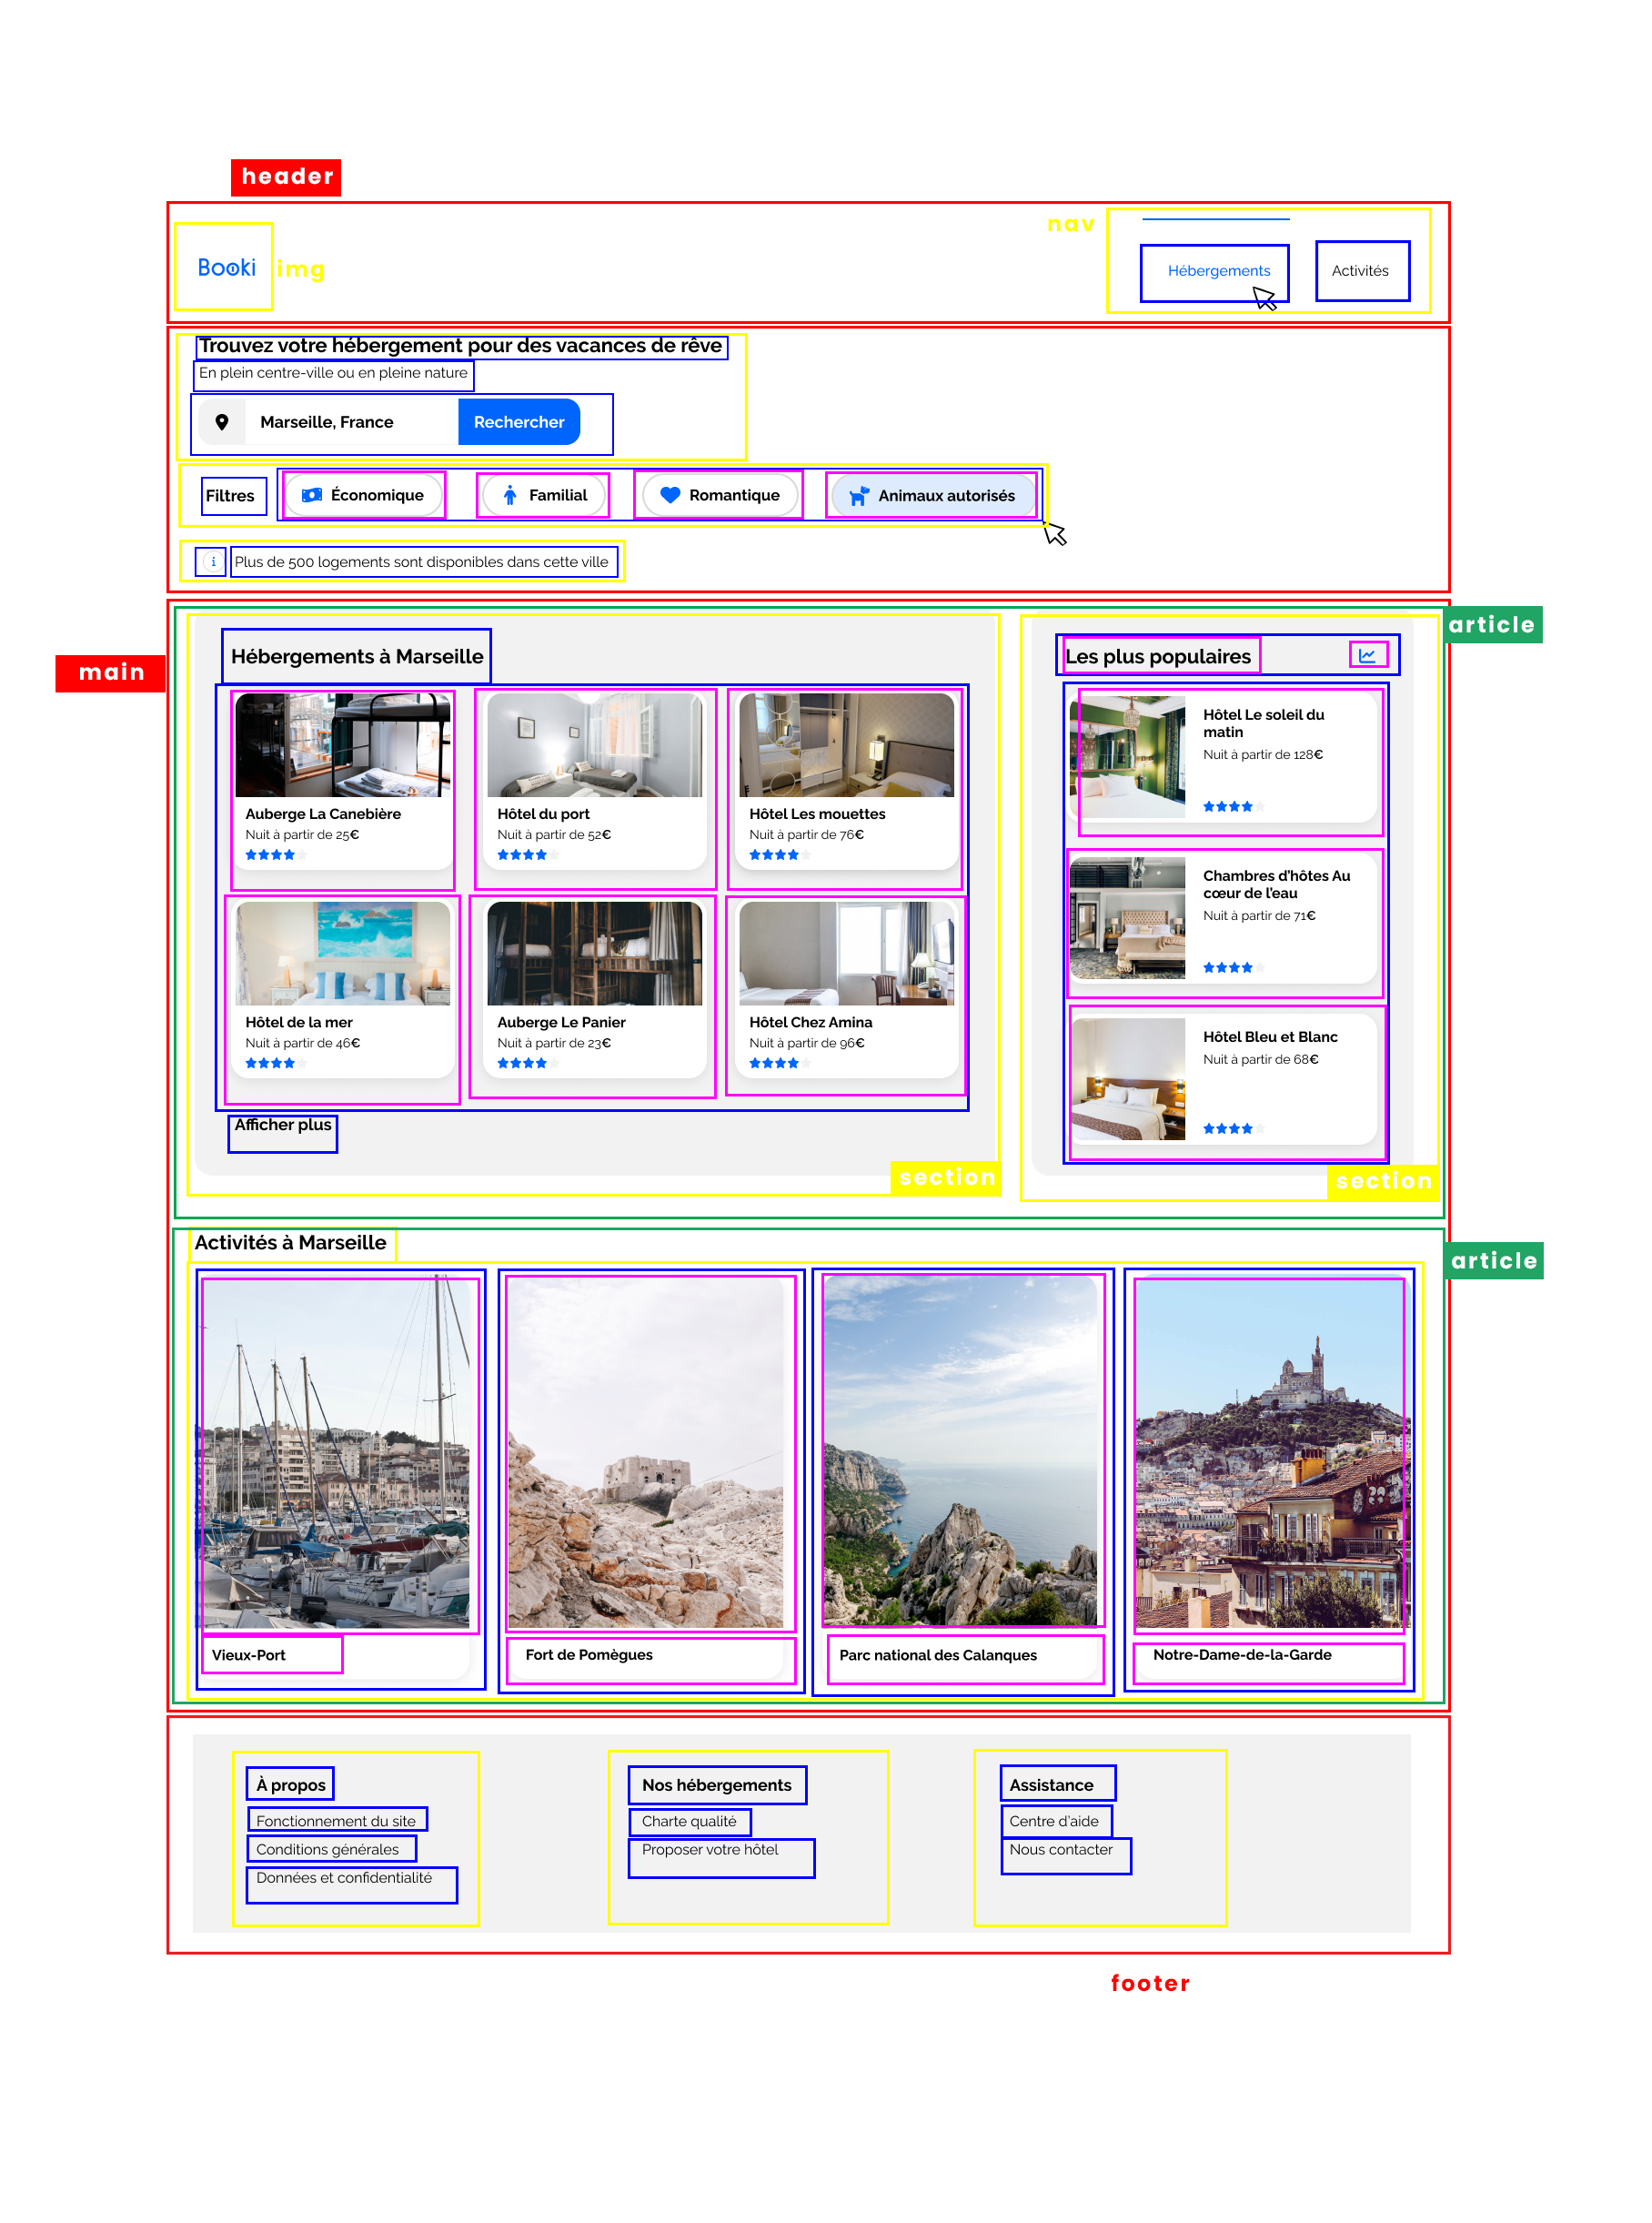 header
Booki
img
nav
Hébergements
Activités
Trouvez votre hébergement pour des vacances de rêve
En plein centre-ville ou en pleine nature
Marseille, France
Rechercher
Filtres
Économique
Familial
Romantique
Animaux autorisés
i
Plus de 500 logements sont disponibles dans cette ville
main
article
Hébergements à Marseille
Auberge La Canebière
Nuit à partir de 25€
Hôtel du port
Nuit à partir de 52€
Hôtel Les mouettes
Nuit à partir de 76€
Hôtel de la mer
Nuit à partir de 46€
Auberge Le Panier
Nuit à partir de 23€
Hôtel Chez Amina
Nuit à partir de 96€
Afficher plus
section
Les plus populaires
Hôtel Le soleil du
matin
Nuit à partir de 128€
Chambres d’hôtes Au
cœur de l’eau
Nuit à partir de 71€
Hôtel Bleu et Blanc
Nuit à partir de 68€
section
Activités à Marseille
article
Vieux-Port
Fort de Pomègues
Parc national des Calanques
Notre-Dame-de-la-Garde
À propos
Fonctionnement du site
Conditions générales
Données et confidentialité
Nos hébergements
Charte qualité
Proposer votre hôtel
Assistance
Centre d’aide
Nous contacter
footer